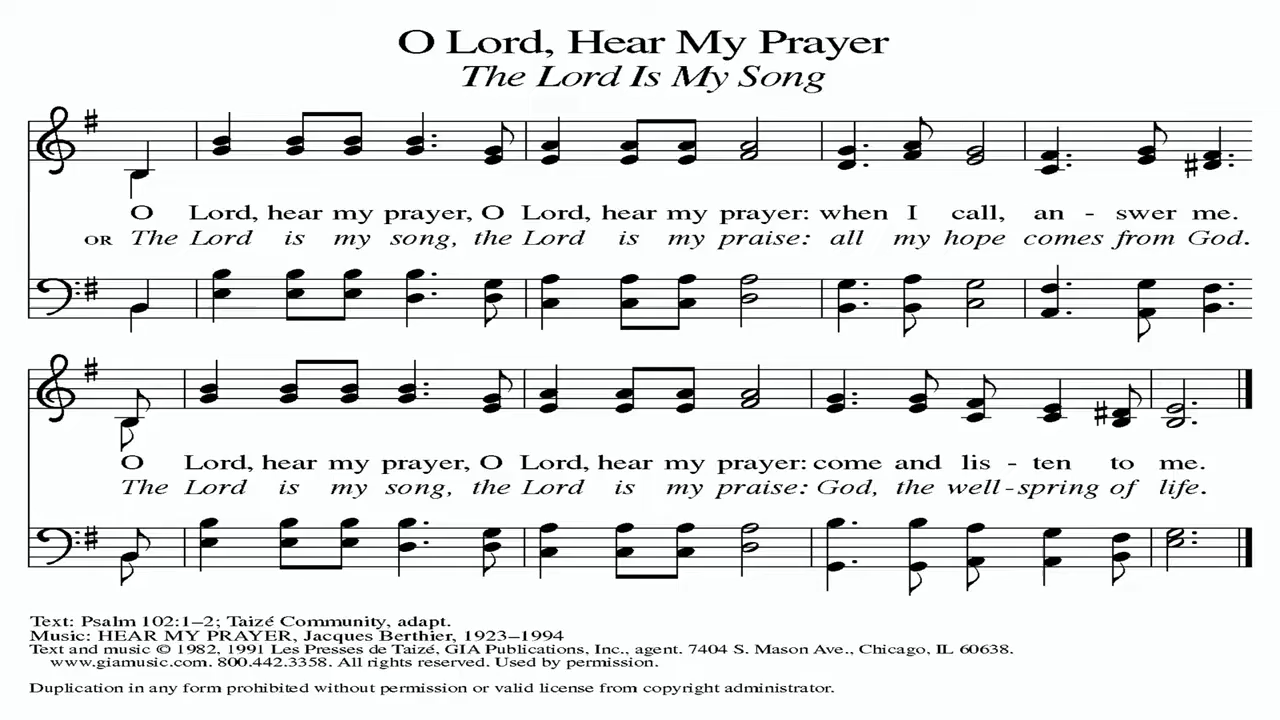 O Lord, Hear My Prayer
The Lord Is My Song
O Lord, hear my prayer, O Lord, hear my prayer: when I call, an - swer me.
OR The Lord is my song, the Lord is my praise: all my hope comes from God.
O Lord, hear my prayer, O Lord, hear my prayer: come and lis - ten to me.
The Lord is my song, the Lord is my praise: God, the well - spring of life.
Text: Psalm 102:1–2; Taizé Community, adapt.
Music: HEAR MY PRAYER, Jacques Berthier, 1923–1994
Text and music © 1982, 1991 Les Presses de Taizé, GIA Publications, Inc., agent. 7404 S. Mason Ave., Chicago, IL 60638.
www.giamusic.com. 800.442.3358. All rights reserved. Used by permission.
Duplication in any form prohibited without permission or valid license from copyright administrator.